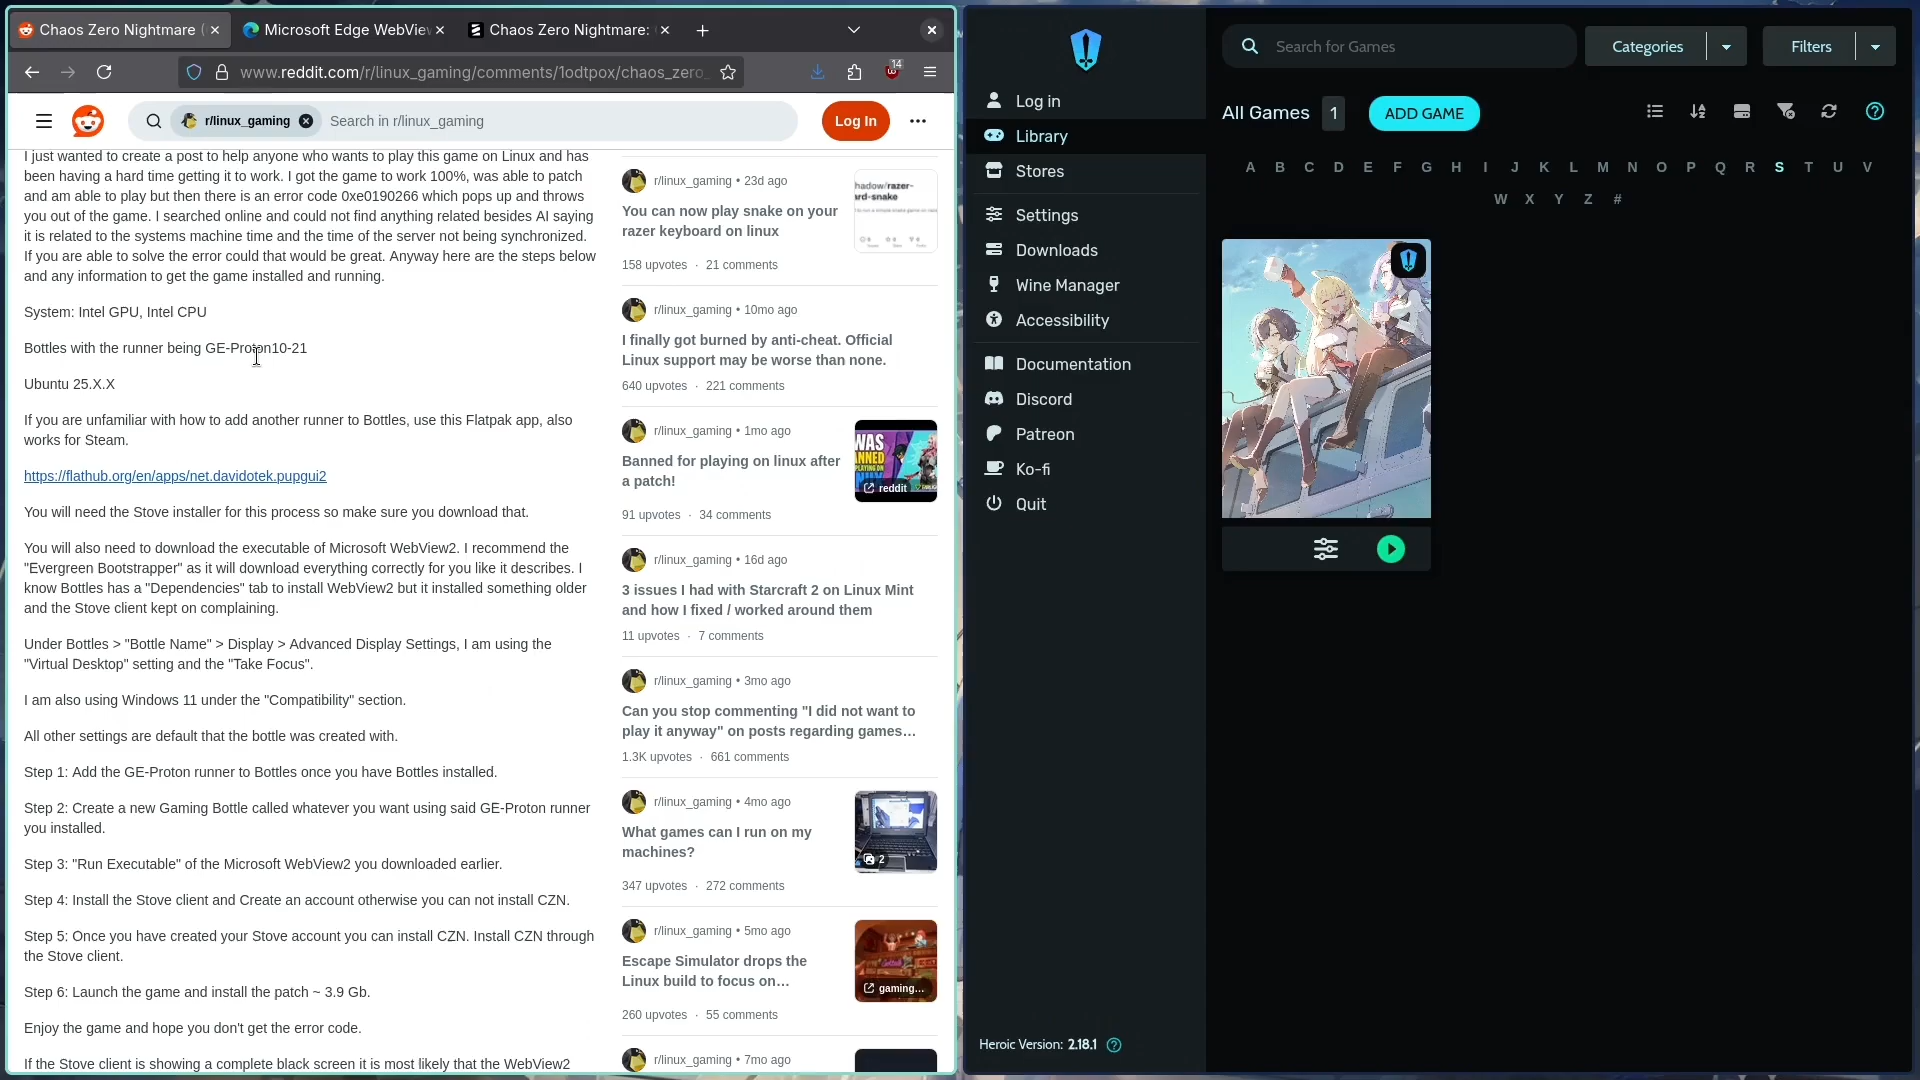 Chaos Zero Nightmare (
Microsoft Edge WebView
Chaos Zero Nightmare:
www.reddit.com/r/linux_gaming/comments/1odtpox/chaos_zero_
14
r/linux_gaming
Search in r/linux_gaming
Log In
I just wanted to create a post to help anyone who wants to play this game on Linux and has
been having a hard time getting it to work. I got the game to work 100%, was able to patch
and am able to play but then there is an error code 0xe0190266 which pops up and throws
you out of the game. I searched online and could not find anything related besides AI saying
it is related to the systems machine time and the time of the server not being synchronized.
If you are able to solve the error could that would be great. Anyway here are the steps below
and any information to get the game installed and running.
System: Intel GPU, Intel CPU
Bottles with the runner being GE-Proton10-21
Ubuntu 25.X.X
If you are unfamiliar with how to add another runner to Bottles, use this Flatpak app, also
works for Steam.
https://flathub.org/en/apps/net.davidotek.pupgui2
You will need the Stove installer for this process so make sure you download that.
You will also need to download the executable of Microsoft WebView2. I recommend the
"Evergreen Bootstrapper" as it will download everything correctly for you like it describes. I
know Bottles has a "Dependencies" tab to install WebView2 but it installed something older
and the Stove client kept on complaining.
Under Bottles > "Bottle Name" > Display > Advanced Display Settings, I am using the
"Virtual Desktop" setting and the "Take Focus".
I am also using Windows 11 under the "Compatibility" section.
All other settings are default that the bottle was created with.
Step 1: Add the GE-Proton runner to Bottles once you have Bottles installed.
Step 2: Create a new Gaming Bottle called whatever you want using said GE-Proton runner
you installed.
Step 3: "Run Executable" of the Microsoft WebView2 you downloaded earlier.
Step 4: Install the Stove client and Create an account otherwise you can not install CZN.
Step 5: Once you have created your Stove account you can install CZN. Install CZN through
the Stove client.
Step 6: Launch the game and install the patch ~ 3.9 Gb.
Enjoy the game and hope you don't get the error code.
If the Stove client is showing a complete black screen it is most likely that the WebView2
r/linux_gaming • 23d ago
You can now play snake on your
razer keyboard on linux
158 upvotes · 21 comments
hadow/razer-
ard-snake
r/linux_gaming • 10mo ago
I finally got burned by anti-cheat. Official
Linux support may be worse than none.
640 upvotes · 221 comments
r/linux_gaming • 1mo ago
Banned for playing on linux after
a patch!
91 upvotes · 34 comments
reddit
r/linux_gaming • 16d ago
3 issues I had with Starcraft 2 on Linux Mint
and how I fixed / worked around them
11 upvotes · 7 comments
r/linux_gaming • 3mo ago
Can you stop commenting "I did not want to
play it anyway" on posts regarding games…
1.3K upvotes · 661 comments
r/linux_gaming • 4mo ago
What games can I run on my
machines?
347 upvotes · 272 comments
2
r/linux_gaming • 5mo ago
Escape Simulator drops the
Linux build to focus on…
260 upvotes · 55 comments
gaming...
r/linux_gaming • 7mo ago
Log in
Library
Stores
Settings
Downloads
Wine Manager
Accessibility
Documentation
Discord
Patreon
Ko-fi
Quit
Heroic Version: 2.18.1
Search for Games
Categories
Filters
All Games 1
ADD GAME
A B C D E F G H I J K L M N O P Q R S T U V
W X Y Z #